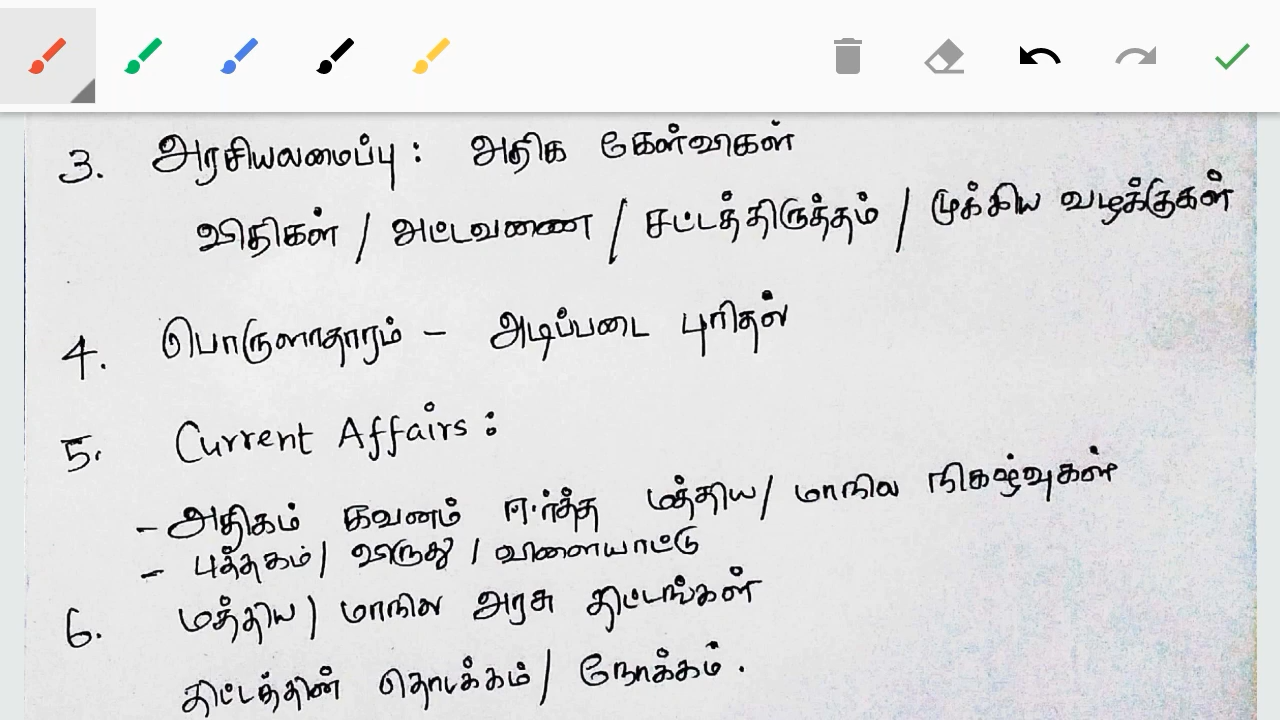 3. அரசியலமைப்பு : அதிக கேள்விகள்
விதிகள் / அட்டவணை / சட்டத்திருத்தம் / முக்கிய வழக்குகள்
4. பொருளாதாரம் - அடிப்படை புரிதல்
5. Current Affairs :
- அதிகம் கவனம் ஈர்த்த மத்திய / மாநில நிகழ்வுகள்
- புத்தகம் / விருது / விளையாட்டு
6. மத்திய / மாநில அரசு திட்டங்கள்
திட்டத்தின் தொடக்கம் / நோக்கம் .